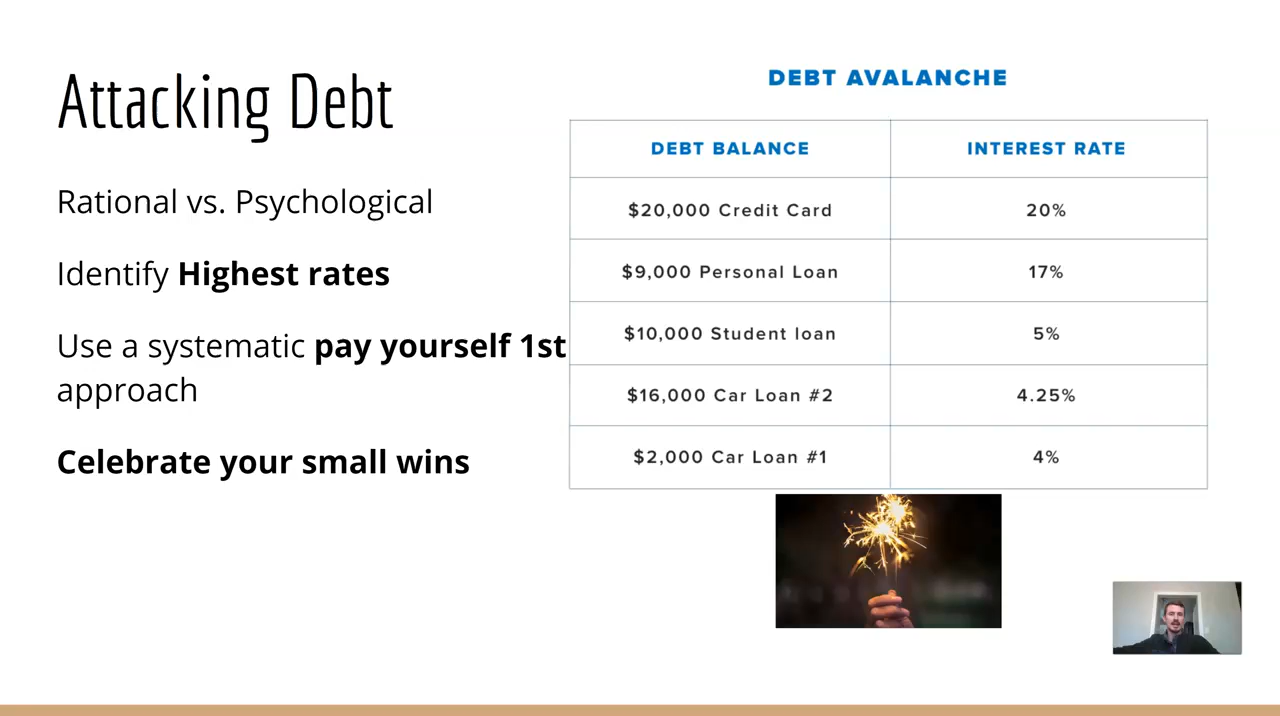 Attacking Debt
Rational vs. Psychological
Identify Highest rates
Use a systematic pay yourself 1st
approach
Celebrate your small wins
DEBT AVALANCHE
DEBT BALANCE INTEREST RATE
$20,000 Credit Card 20%
$9,000 Personal Loan 17%
$10,000 Student loan 5%
$16,000 Car Loan #2 4.25%
$2,000 Car Loan #1 4%